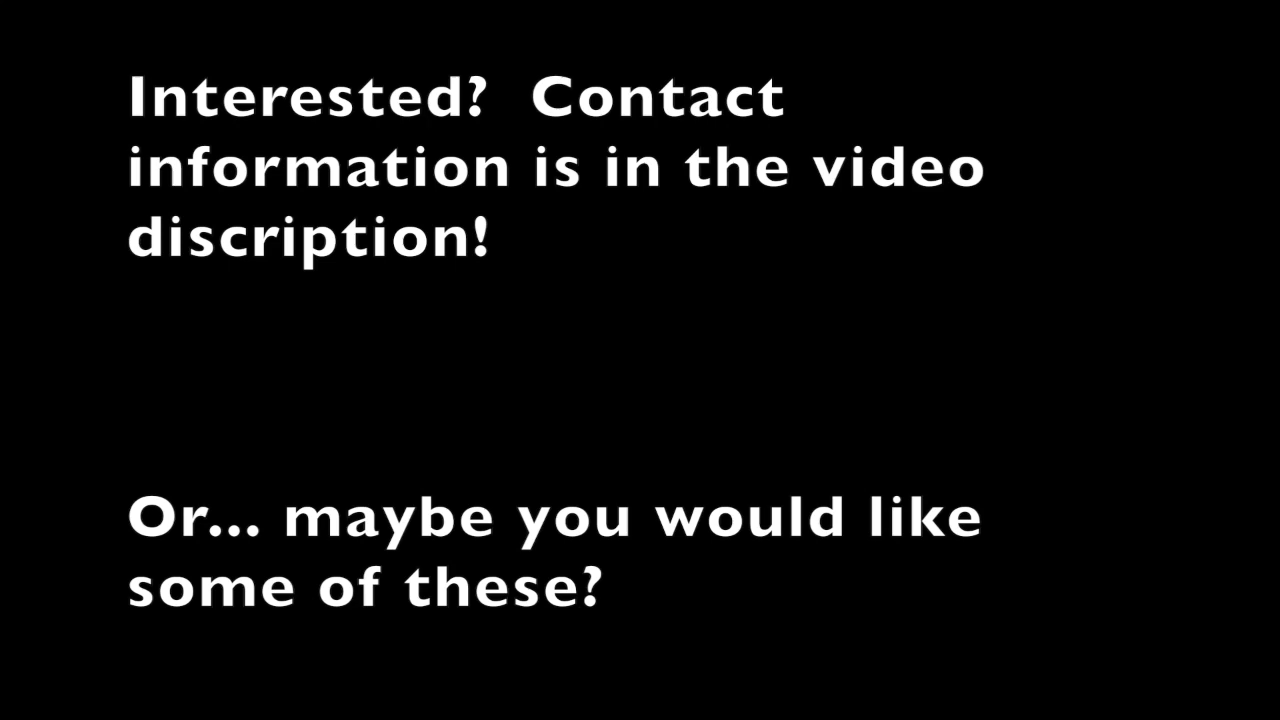 Interested?  Contact
information is in the video
discription!
Or... maybe you would like
some of these?